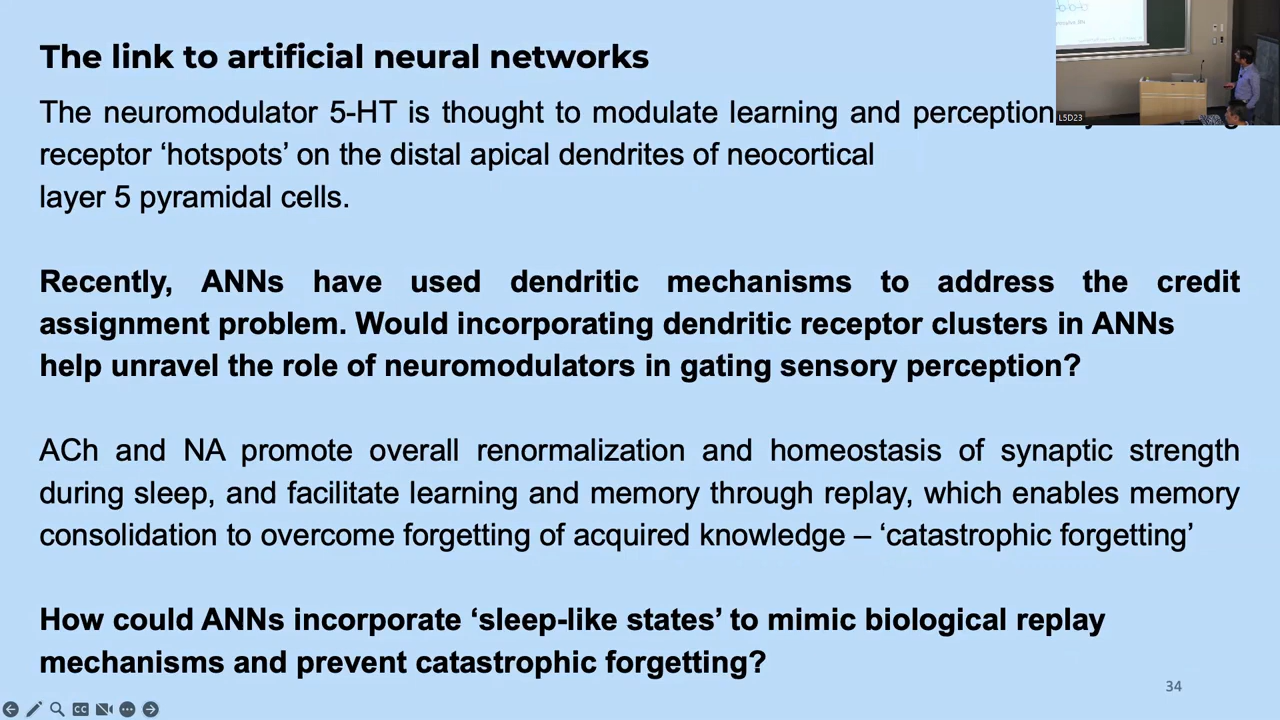 The link to artificial neural networks
The neuromodulator 5-HT is thought to modulate learning and perception
receptor ‘hotspots’ on the distal apical dendrites of neocortical
layer 5 pyramidal cells.
Recently, ANNs have used dendritic mechanisms to address the credit
assignment problem. Would incorporating dendritic receptor clusters in ANNs
help unravel the role of neuromodulators in gating sensory perception?
ACh and NA promote overall renormalization and homeostasis of synaptic strength
during sleep, and facilitate learning and memory through replay, which enables memory
consolidation to overcome forgetting of acquired knowledge – ‘catastrophic forgetting’
How could ANNs incorporate ‘sleep-like states’ to mimic biological replay
mechanisms and prevent catastrophic forgetting?
34
L5D23
CC